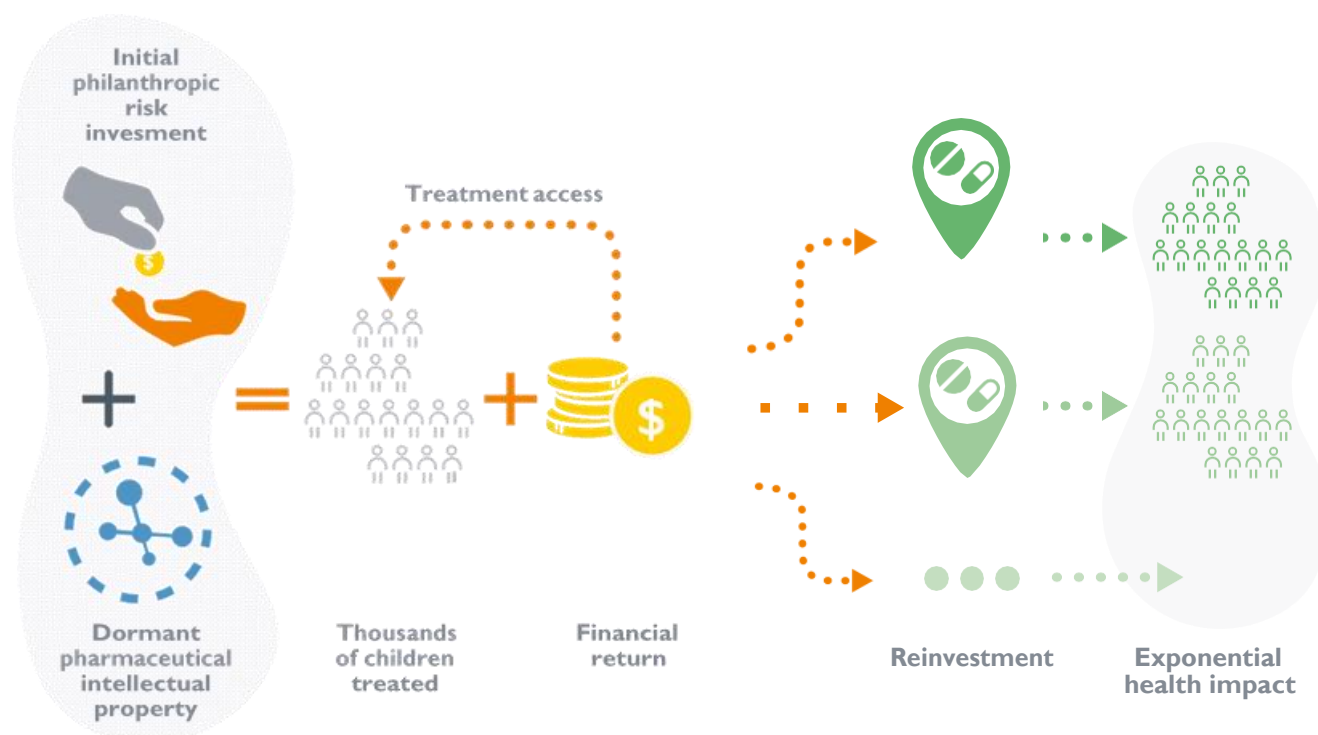 Initial
philanthropic
risk
invesment
$
Treatment access
$
Dormant
pharmaceutical
intellectual
property
Thousands
of children
treated
Financial
return
Reinvestment
Exponential
health impact